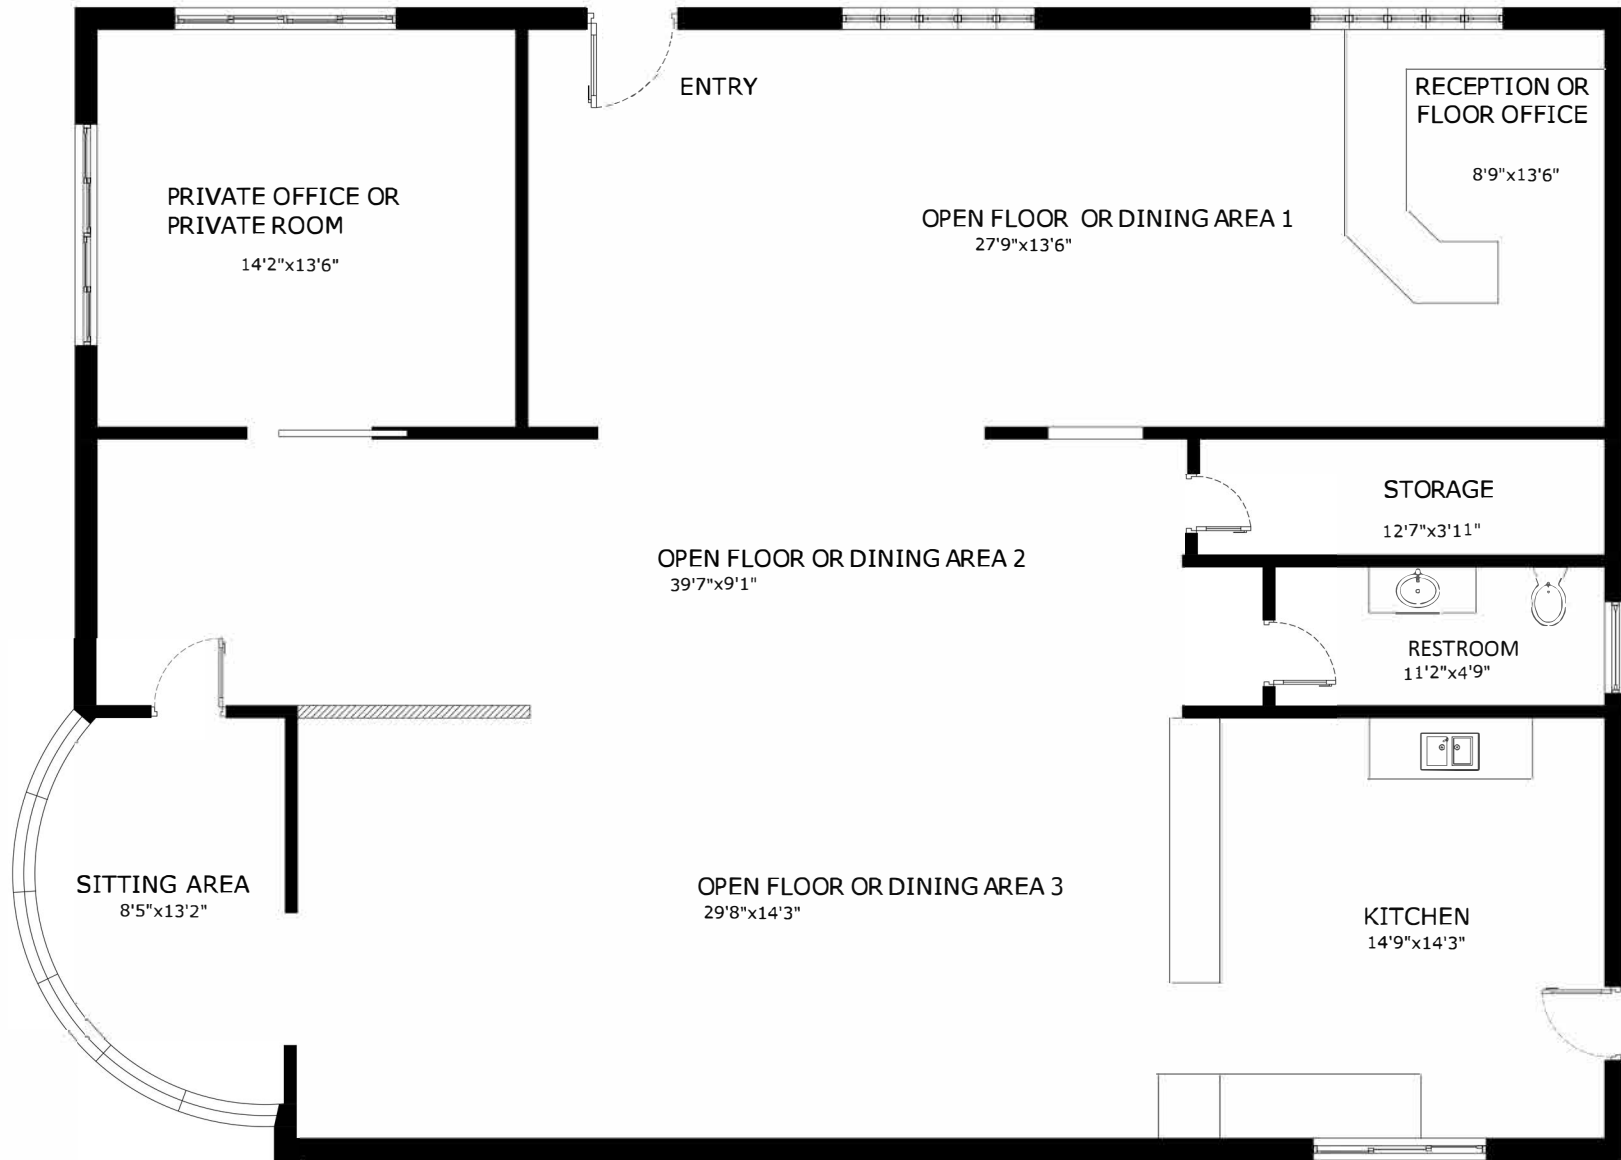 ENTRY
RECEPTION OR
FLOOR OFFICE
8'9"x13'6"
PRIVATE OFFICE OR
PRIVATE ROOM
14'2"x13'6"
OPEN FLOOR OR DINING AREA 1
27'9"x13'6"
STORAGE
12'7"x3'11"
OPEN FLOOR OR DINING AREA 2
39'7"x9'1"
RESTROOM
11'2"x4'9"
SITTING AREA
8'5"x13'2"
OPEN FLOOR OR DINING AREA 3
29'8"x14'3"
KITCHEN
14'9"x14'3"